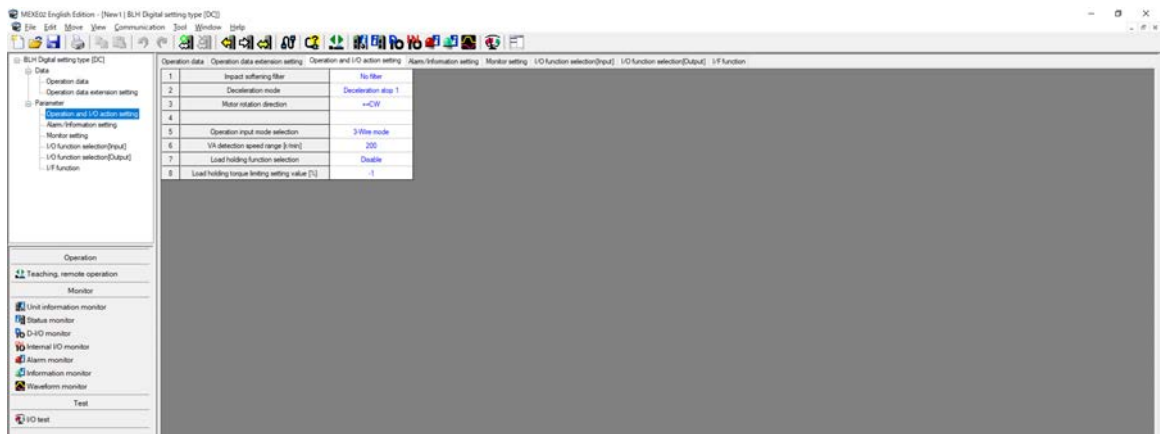 MEXE02 English Edition - [New1 | BLH Digital setting type [DC]]
File Edit Move View Communication Tool Window Help
BLH Digital setting type [DC]
Data
Operation data
Operation data extension setting
Parameter
Operation and I/O action setting
Alarm/Information setting
Monitor setting
I/O function selection[Input]
I/O function selection[Output]
I/F function
Operation data Operation data extension setting Operation and I/O action setting Alarm/Information setting Monitor setting I/O function selection[Input] I/O function selection[Output] I/F function
1 Impact softening filter No filter
2 Deceleration mode Deceleration stop 1
3 Motor rotation direction +=CW
4
5 Operation input mode selection 3-Wire mode
6 VA detection speed range [r/min] 200
7 Load holding function selection Disable
8 Load holding torque limiting setting value [%] -1
Operation
Teaching, remote operation
Monitor
Unit information monitor
Status monitor
D-I/O monitor
Internal I/O monitor
Alarm monitor
Information monitor
Waveform monitor
Test
I/O test